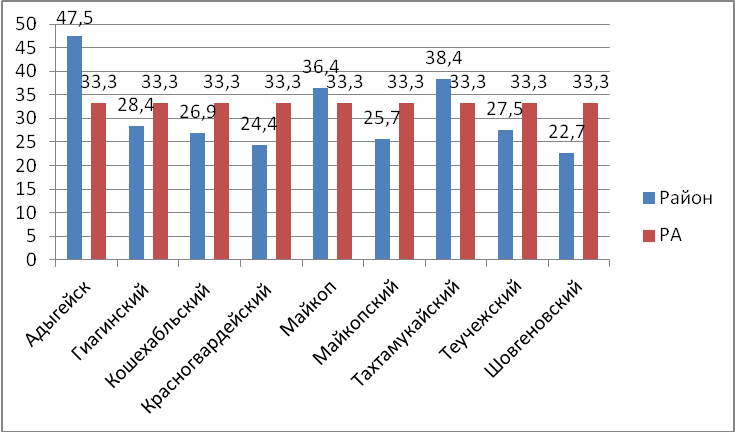 50
45
40
35
30
25
20
15
10
5
0
47,5
33,3
28,4
33,3
26,9
33,3
24,4
33,3
36,4
33,3
25,7
33,3
38,4
33,3
27,5
33,3
22,7
33,3
Адыгейск
Гиагинский
Кошехабльский
Красногвардейский
Майкоп
Майкопский
Тахтамукайский
Теучежский
Шовгеновский
Район
РА